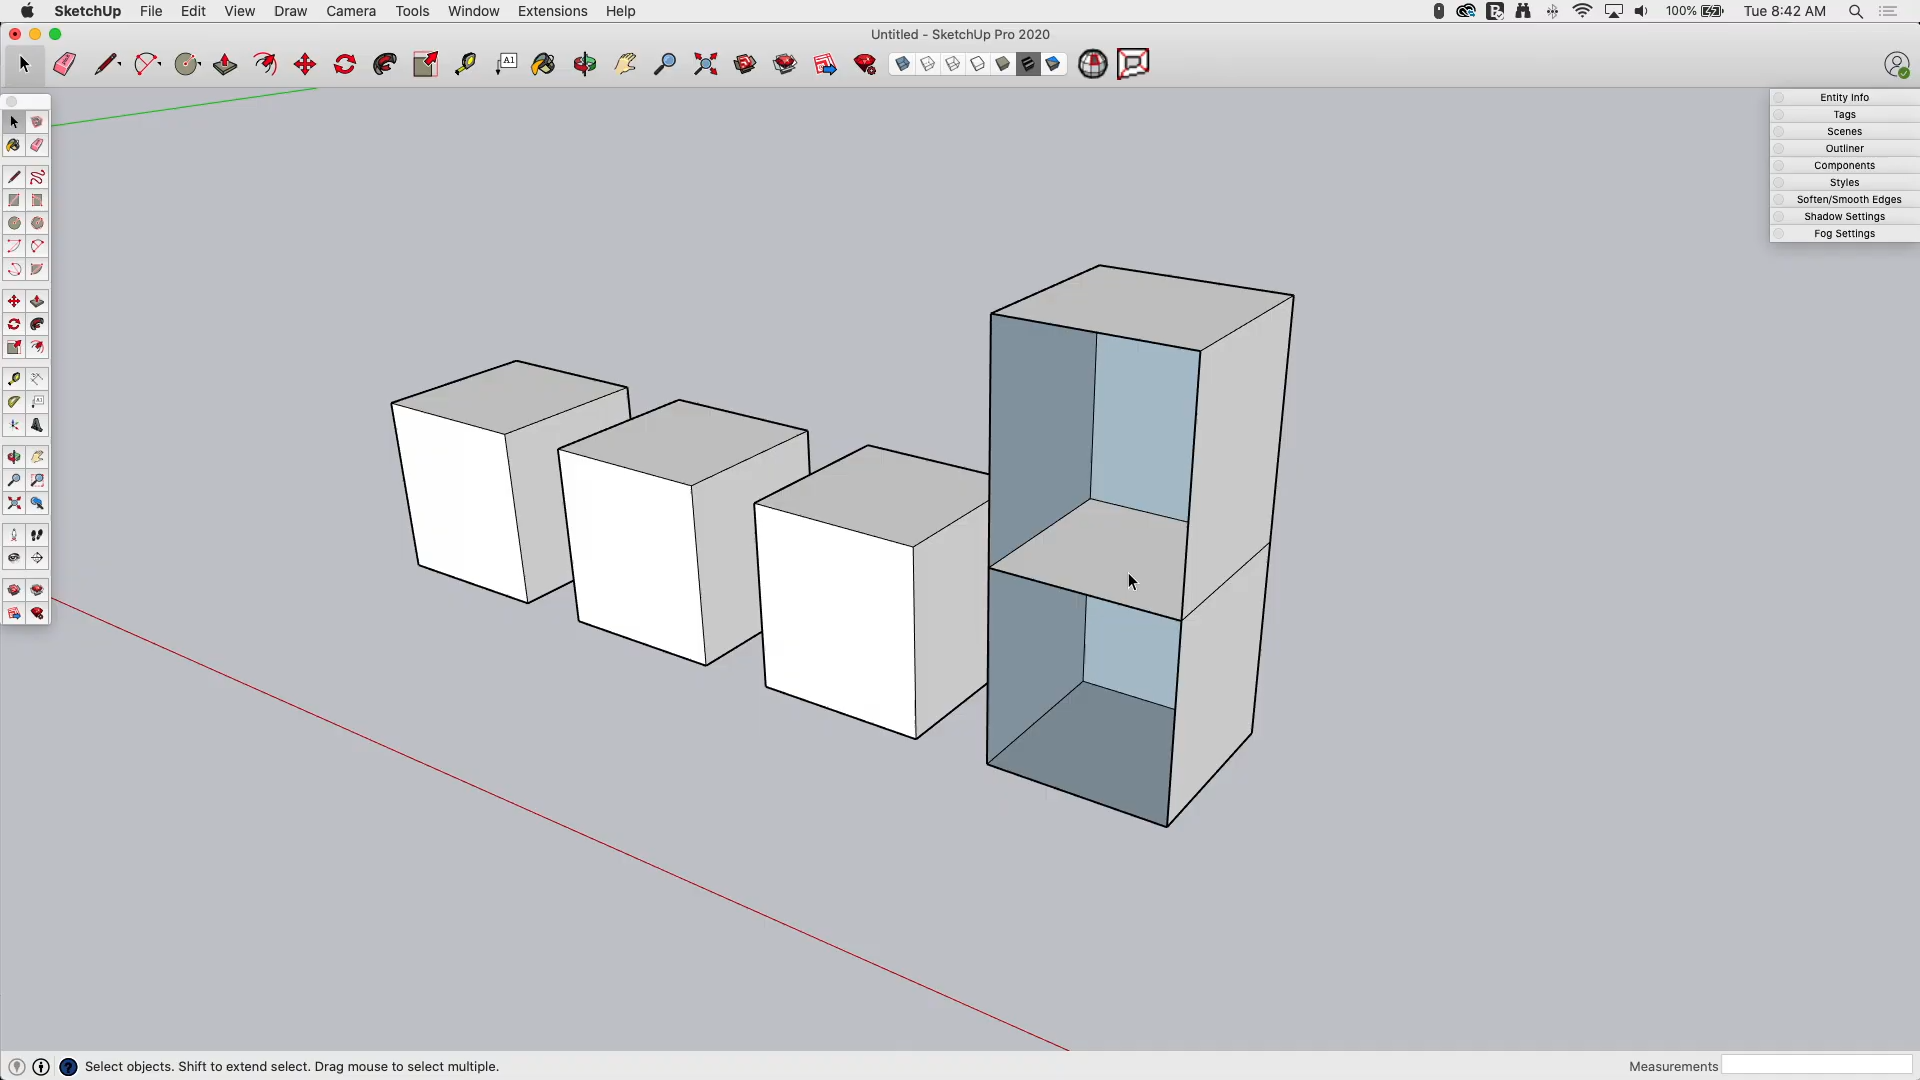 SketchUp File Edit View Draw Camera Tools Window Extensions Help 100% Tue 8:42 AM
Untitled - SketchUp Pro 2020
A1
Entity Info
Tags
Scenes
Outliner
Components
Styles
Soften/Smooth Edges
Shadow Settings
Fog Settings
Select objects. Shift to extend select. Drag mouse to select multiple.
Measurements